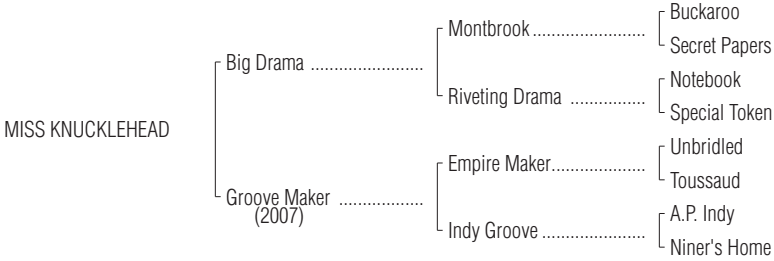 Buckaroo
Montbrook ........................
Secret Papers
Big Drama ........................
Notebook
Riveting Drama ................
Special Token
MISS KNUCKLEHEAD
Unbridled
Empire Maker....................
Toussaud
Groove Maker ..................
(2007)
A.P. Indy
Indy Groove ......................
Niner's Home